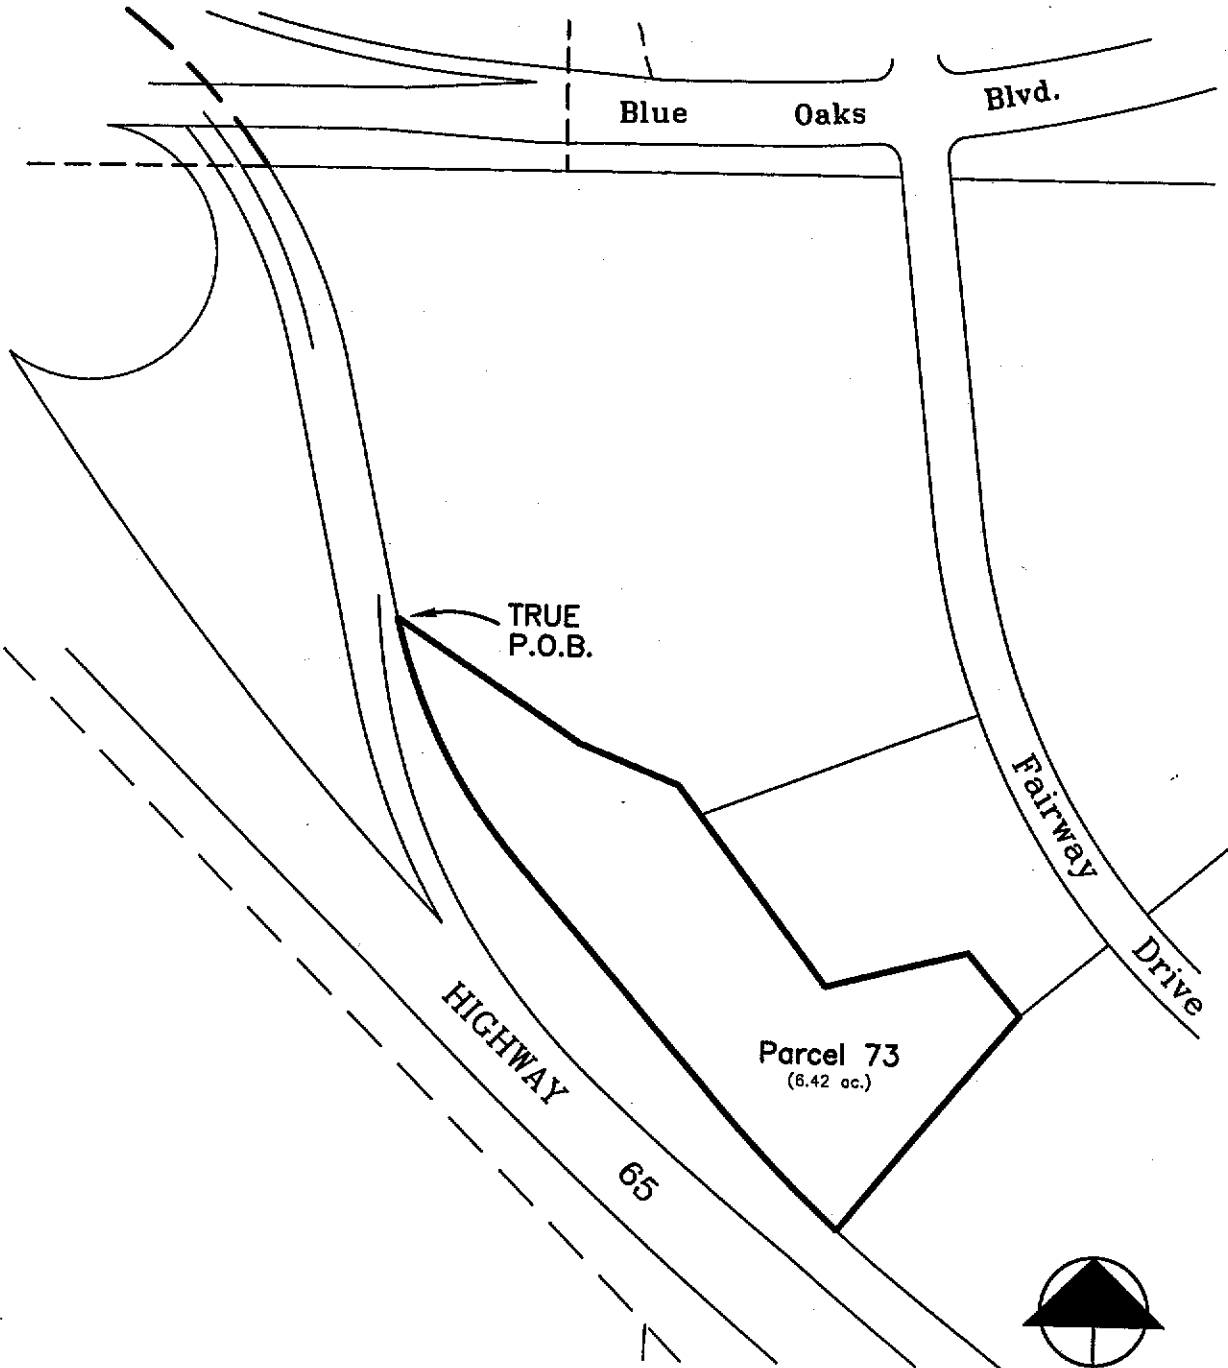 Blue Oaks Blvd.
TRUE
P.O.B.
Fairway Drive
Parcel 73
(6.42 ac.)
HIGHWAY 65